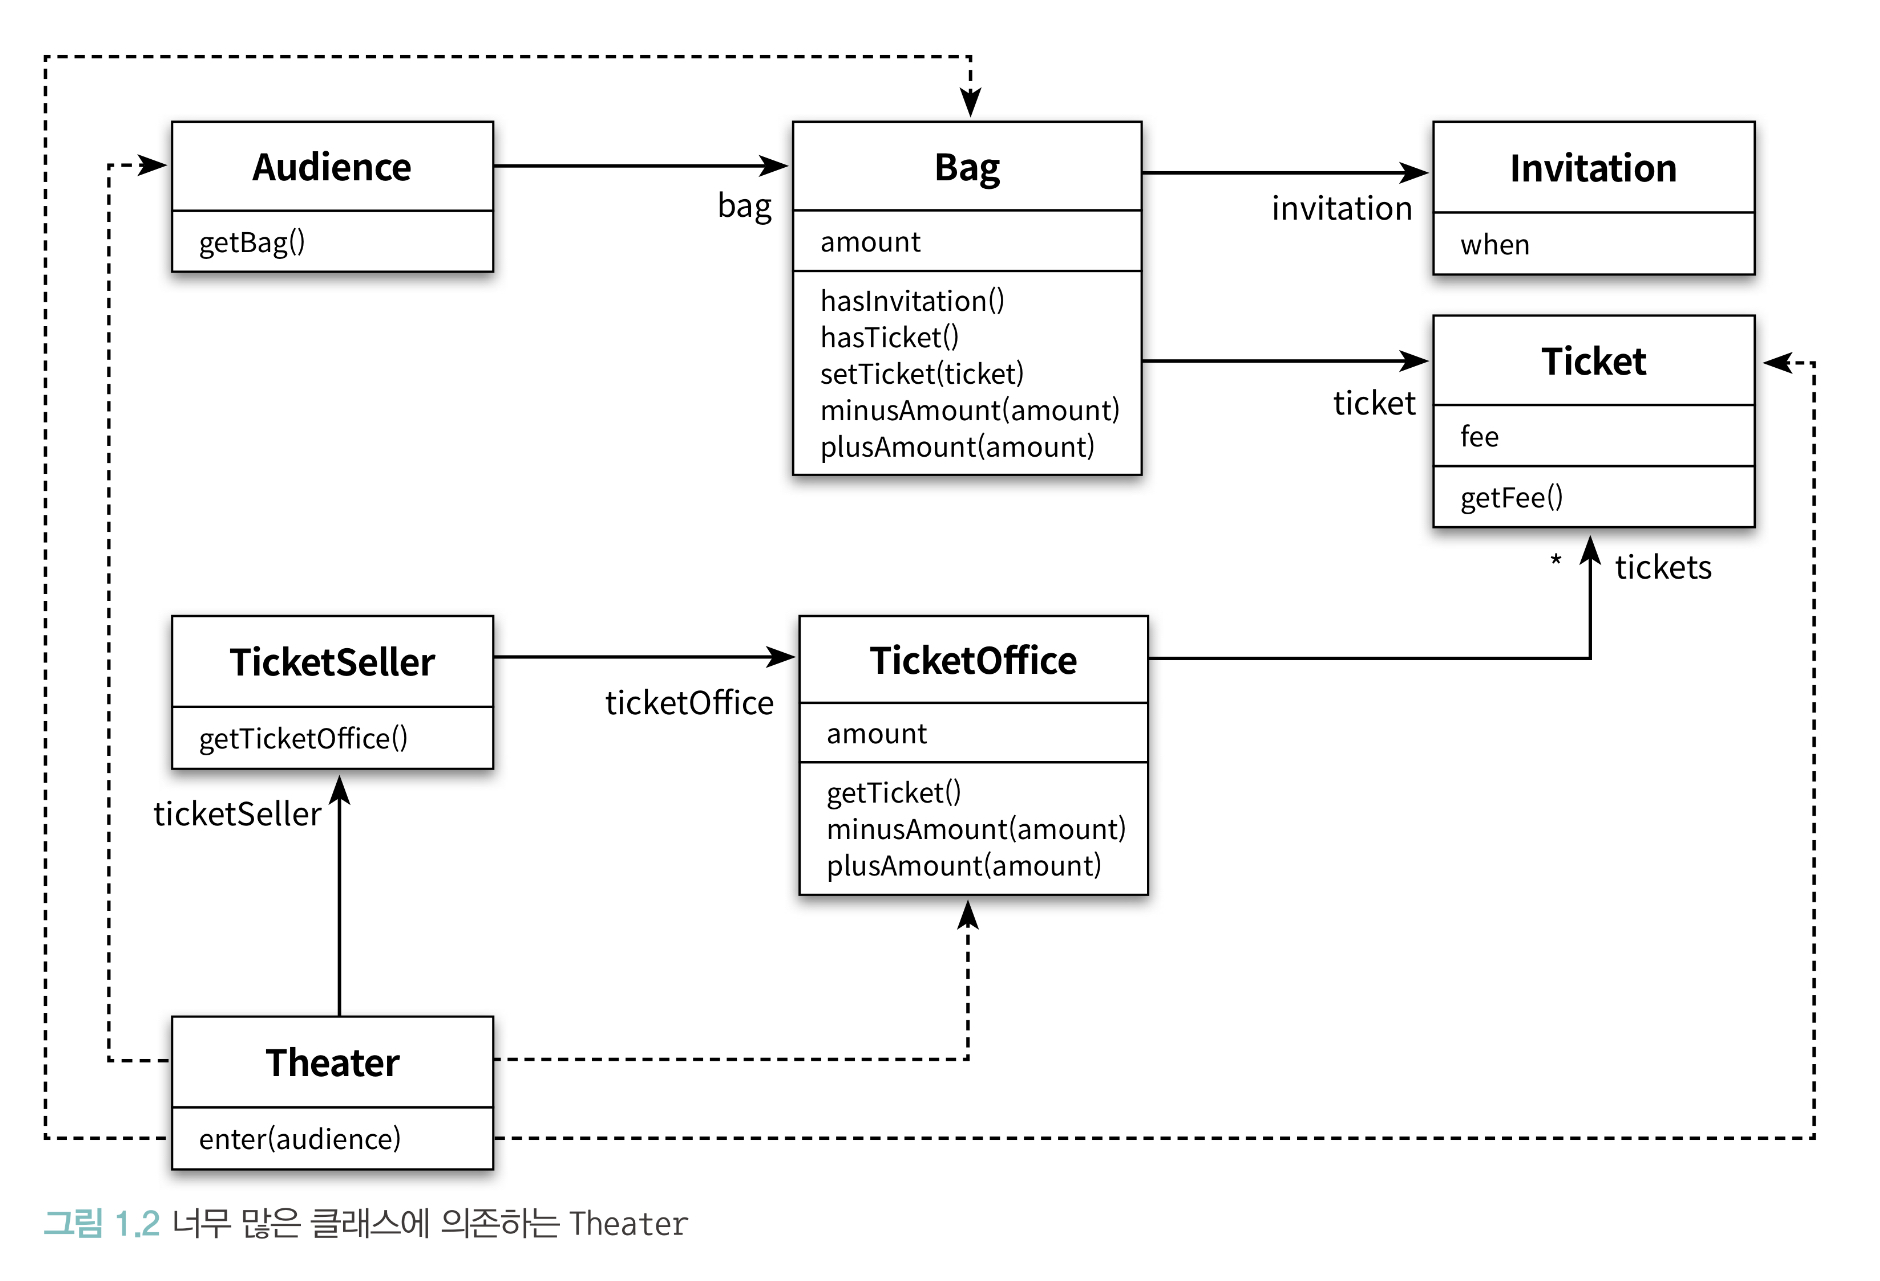 Audience
getBag()
bag
Bag
amount
hasInvitation()
hasTicket()
setTicket(ticket)
minusAmount(amount)
plusAmount(amount)
invitation
Invitation
when
ticket
Ticket
fee
getFee()
* tickets
TicketSeller
getTicketOffice()
ticketOffice
TicketOffice
amount
getTicket()
minusAmount(amount)
plusAmount(amount)
ticketSeller
Theater
enter(audience)
그림 1.2 너무 많은 클래스에 의존하는 Theater